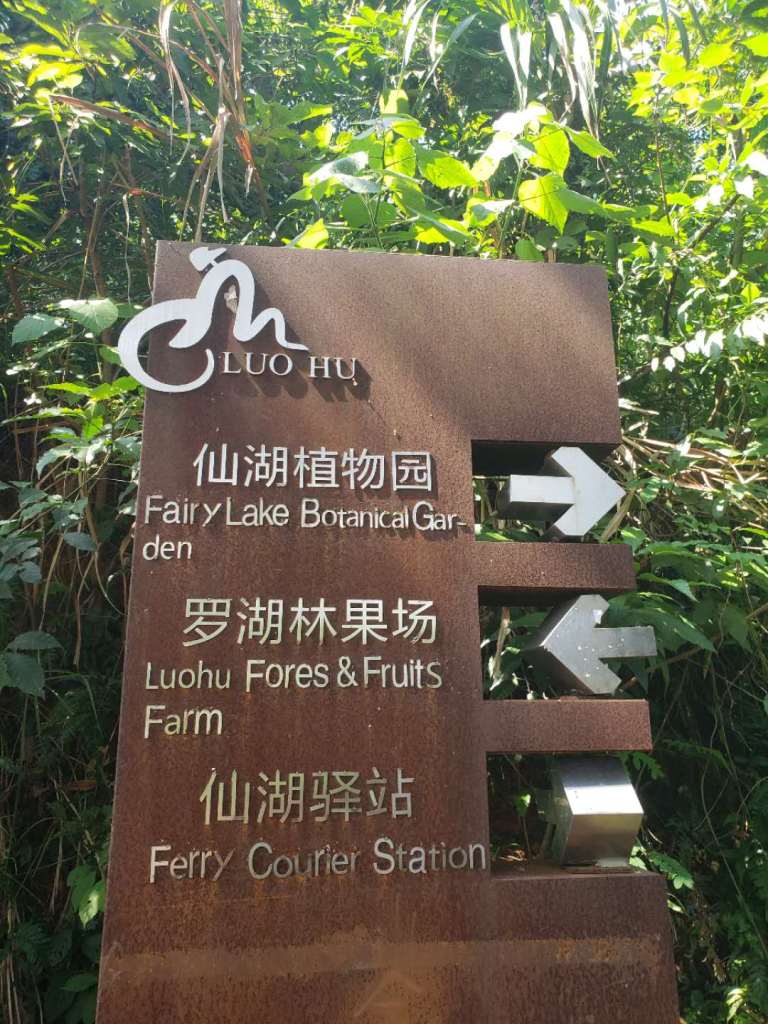 LUO HU
仙湖植物园
Fairy Lake Botanical Gar-
den
罗湖林果场
Luohu Fores & Fruits
Farm
仙湖驿站
Ferry Courier Station